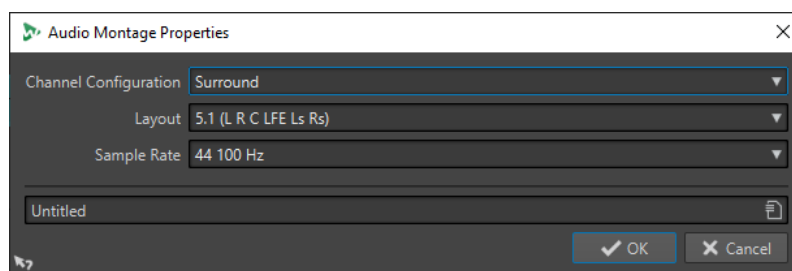 Audio Montage Properties
Channel Configuration Surround
Layout 5.1 (L R C LFE Ls Rs)
Sample Rate 44 100 Hz
Untitled
OK Cancel